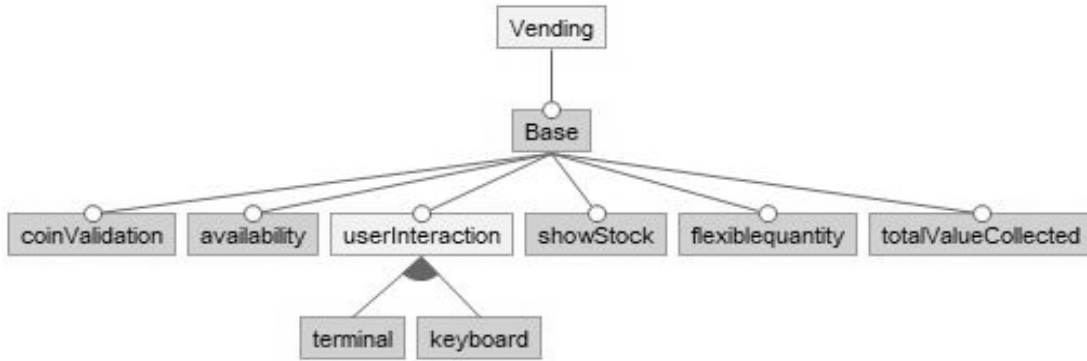 Vending
Base
coinValidation
availability
userInteraction
showStock
flexiblequantity
totalValueCollected
terminal
keyboard